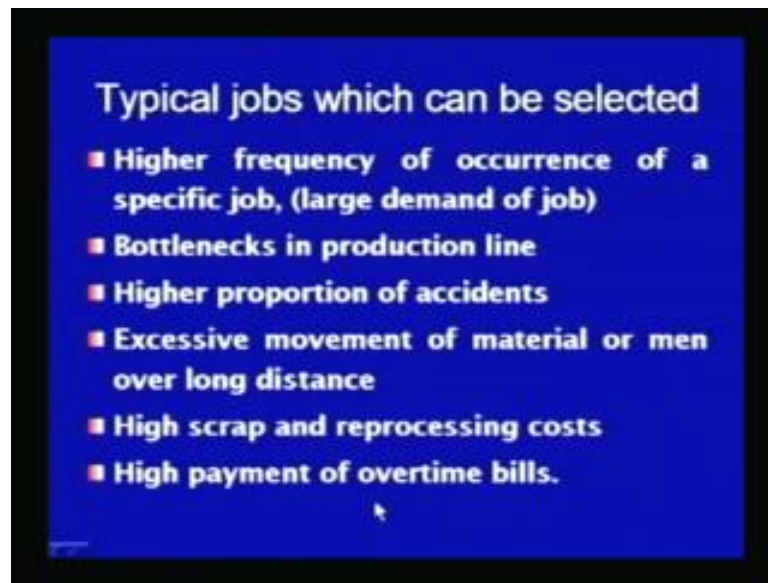 Typical jobs which can be selected
Higher frequency of occurrence of a
specific job, (large demand of job)
Bottlenecks in production line
Higher proportion of accidents
Excessive movement of material or men
over long distance
High scrap and reprocessing costs
High payment of overtime bills.